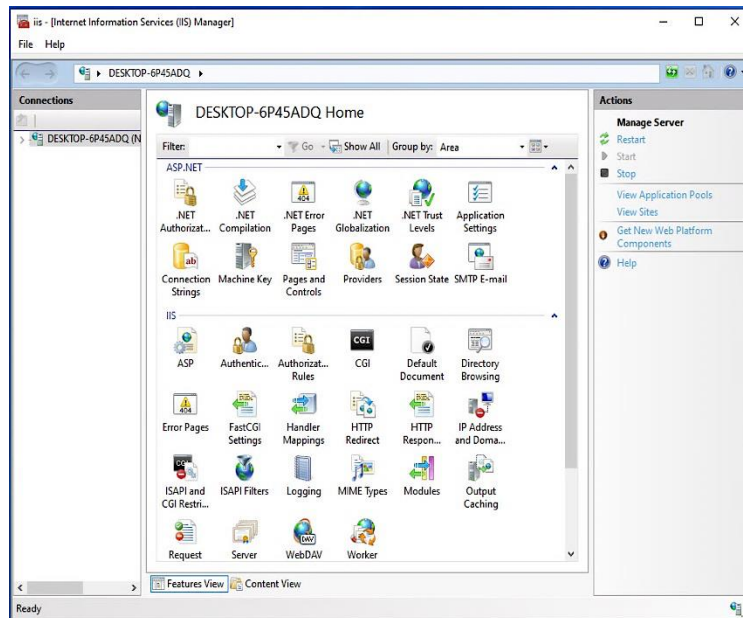 iis - [Internet Information Services (IIS) Manager]
File Help
DESKTOP-6P45ADQ
Connections
DESKTOP-6P45ADQ (N
DESKTOP-6P45ADQ Home
Filter: Go Show All Group by: Area
ASP.NET
.NET Authorizat...
.NET Compilation
.NET Error Pages
.NET Globalization
.NET Trust Levels
Application Settings
Connection Strings
Machine Key
Pages and Controls
Providers
Session State
SMTP E-mail
IIS
ASP
Authentic...
Authorizat... Rules
CGI
Default Document
Directory Browsing
Error Pages
FastCGI Settings
Handler Mappings
HTTP Redirect
HTTP Respon...
IP Address and Doma...
ISAPI and CGI Restri...
ISAPI Filters
Logging
MIME Types
Modules
Output Caching
Request
Server
WebDAV
Worker
Features View
Content View
Actions
Manage Server
Restart
Start
Stop
View Application Pools
View Sites
Get New Web Platform
Components
Help
Ready